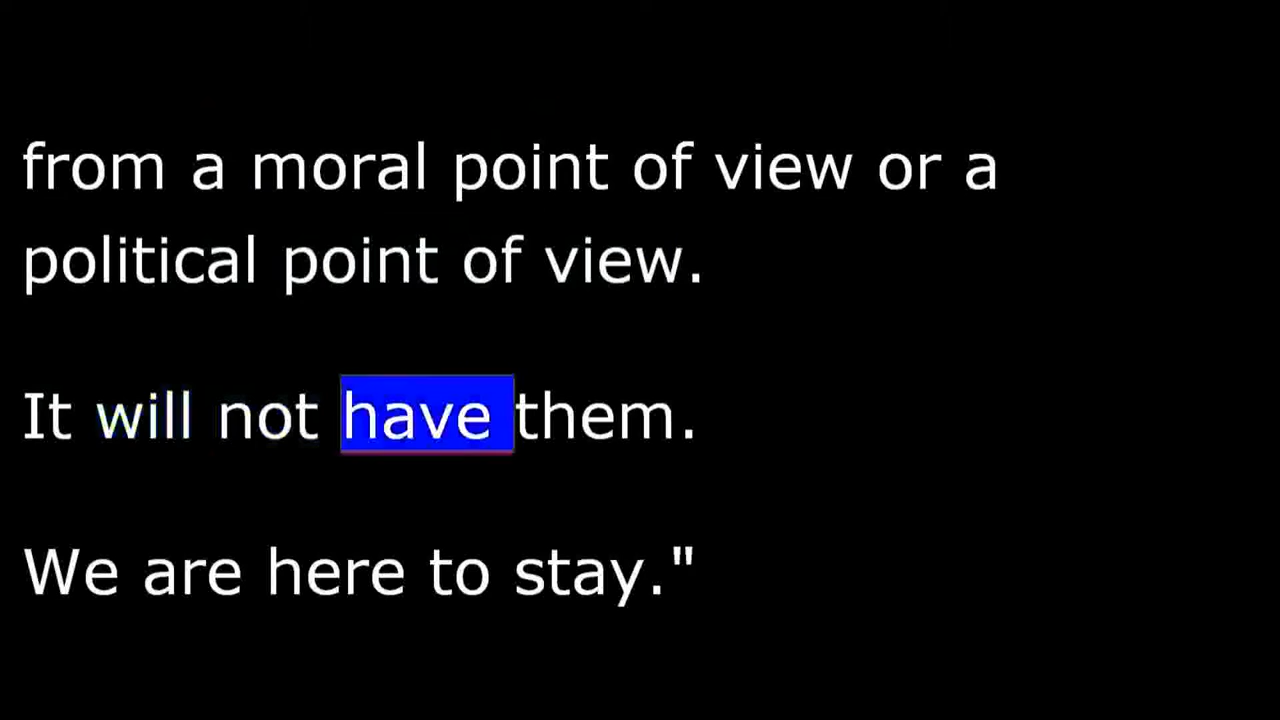 from a moral point of view or a
political point of view.
It will not have them.
We are here to stay."